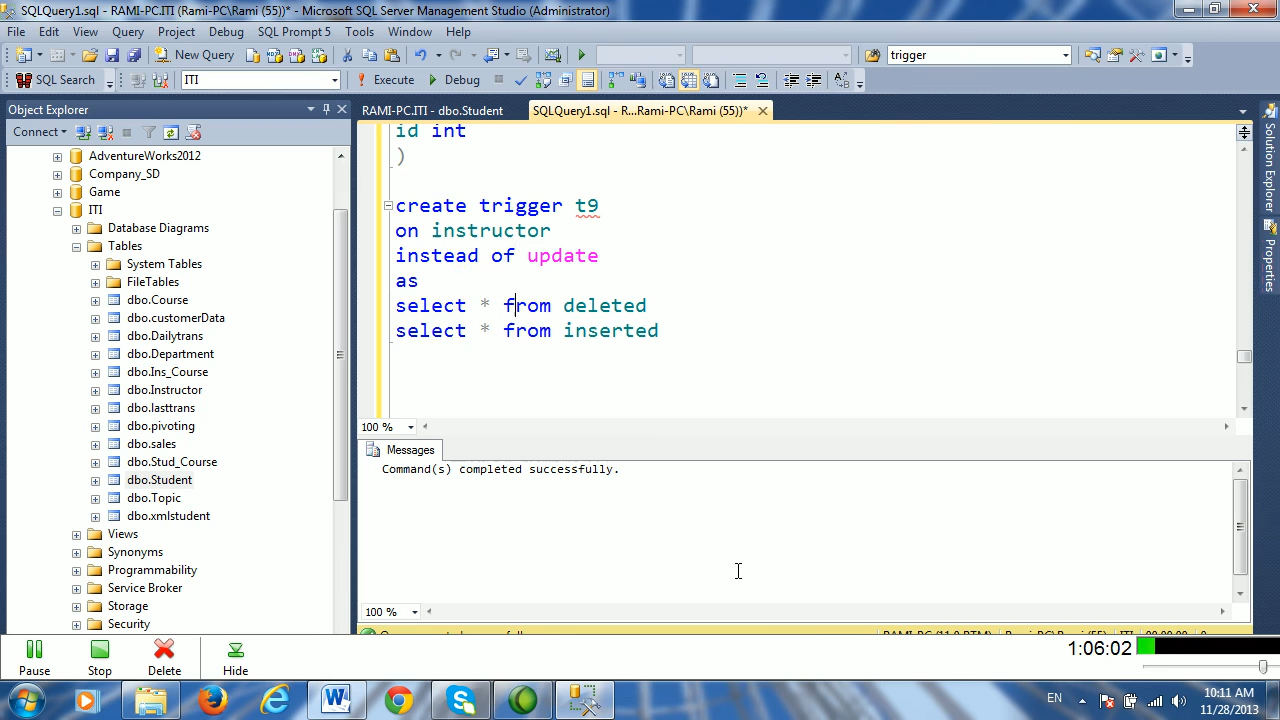 SQLQuery1.sql - RAMI-PC.ITI (Rami-PC\Rami (55))* - Microsoft SQL Server Management Studio (Administrator)
File Edit View Query Project Debug SQL Prompt 5 Tools Window Help
New Query trigger
SQL Search ITI Execute Debug
Object Explorer
Connect
AdventureWorks2012
Company_SD
Game
ITI
Database Diagrams
Tables
System Tables
FileTables
dbo.Course
dbo.customerData
dbo.Dailytrans
dbo.Department
dbo.Ins_Course
dbo.Instructor
dbo.lasttrans
dbo.pivoting
dbo.sales
dbo.Stud_Course
dbo.Student
dbo.Topic
dbo.xmlstudent
Views
Synonyms
Programmability
Service Broker
Storage
Security
RAMI-PC.ITI - dbo.Student SQLQuery1.sql - R...Rami-PC\Rami (55))*
id int
)
create trigger t9
on instructor
instead of update
as
select * from deleted
select * from inserted
100 %
Messages
Command(s) completed successfully.
100 %
Solution Explorer
Properties
Pause Stop Delete Hide
1:06:02
EN
10:11 AM
11/28/2013